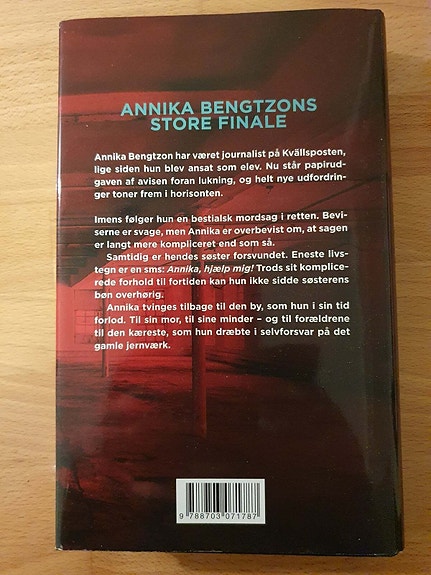 ANNIKA BENGTZONS
STORE FINALE
Annika Bengtzon har været journalist på Kvällsposten,
lige siden hun blev ansat som elev. Nu står papirud-
gaven af avisen foran lukning, og helt nye udfordrin-
ger toner frem i horisonten.
Imens følger hun en bestialsk mordsag i retten. Bevi-
serne er svage, men Annika er overbevist om, at sagen
er langt mere kompliceret end som så.
Samtidig er hendes søster forsvundet. Eneste livs-
tegn er en sms: Annika, hjælp mig! Trods sit komplice-
rede forhold til fortiden kan hun ikke sidde søsterens
bøn overhørig.
Annika tvinges tilbage til den by, som hun i sin tid
forlod. Til sin mor, til sine minder – og til forældrene
til den kæreste, som hun dræbte i selvforsvar på det
gamle jernværk.
9 788703 071787